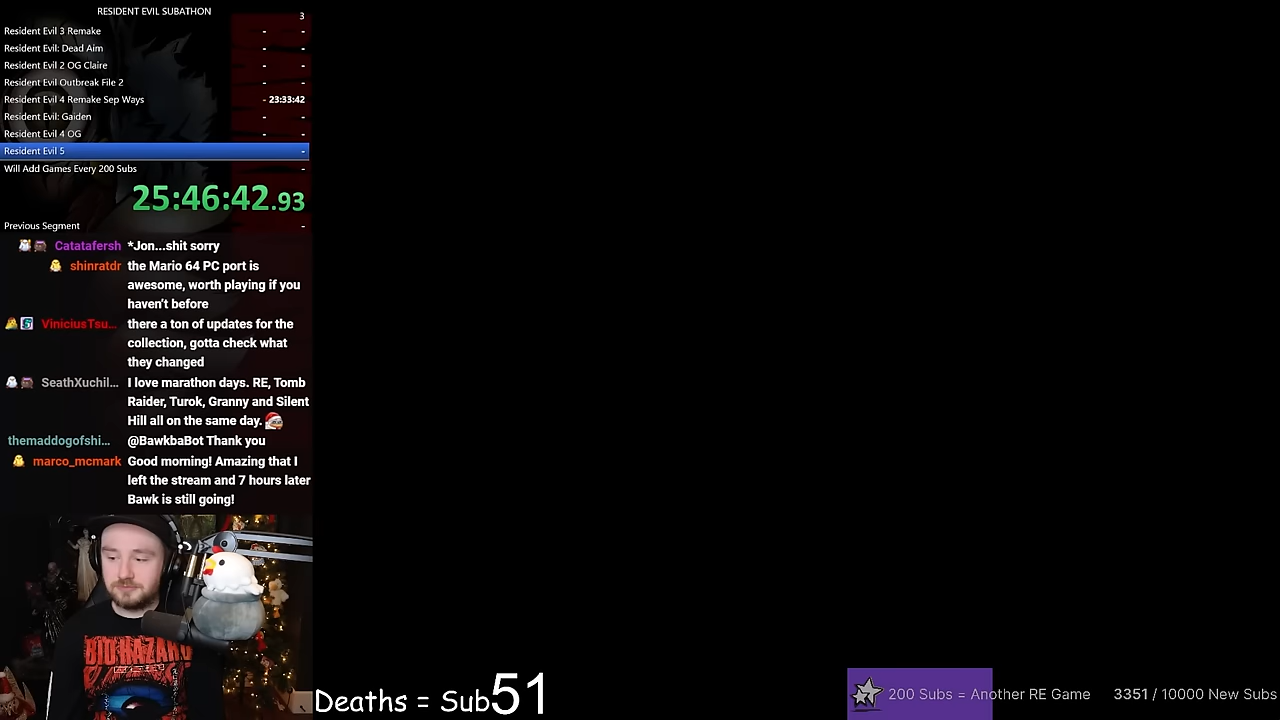 RESIDENT EVIL SUBATHON
3
Resident Evil 3 Remake - -
Resident Evil: Dead Aim - -
Resident Evil 2 OG Claire - -
Resident Evil Outbreak File 2 - -
Resident Evil 4 Remake Sep Ways - 23:33:42
Resident Evil: Gaiden - -
Resident Evil 4 OG - -
Resident Evil 5 -
Will Add Games Every 200 Subs -
25:46:42.93
Previous Segment -
Catatafersh *Jon...shit sorry
shinratdr the Mario 64 PC port is
awesome, worth playing if you
haven't before
ViniciusTsu... there a ton of updates for the
collection, gotta check what
they changed
SeathXuchil... I love marathon days. RE, Tomb
Raider, Turok, Granny and Silent
Hill all on the same day.
themaddogofshi... @BawkbaBot Thank you
marco_mcmark Good morning! Amazing that I
left the stream and 7 hours later
Bawk is still going!
BIOHAZARD
Deaths = Sub 51
200 Subs = Another RE Game 3351 / 10000 New Subs